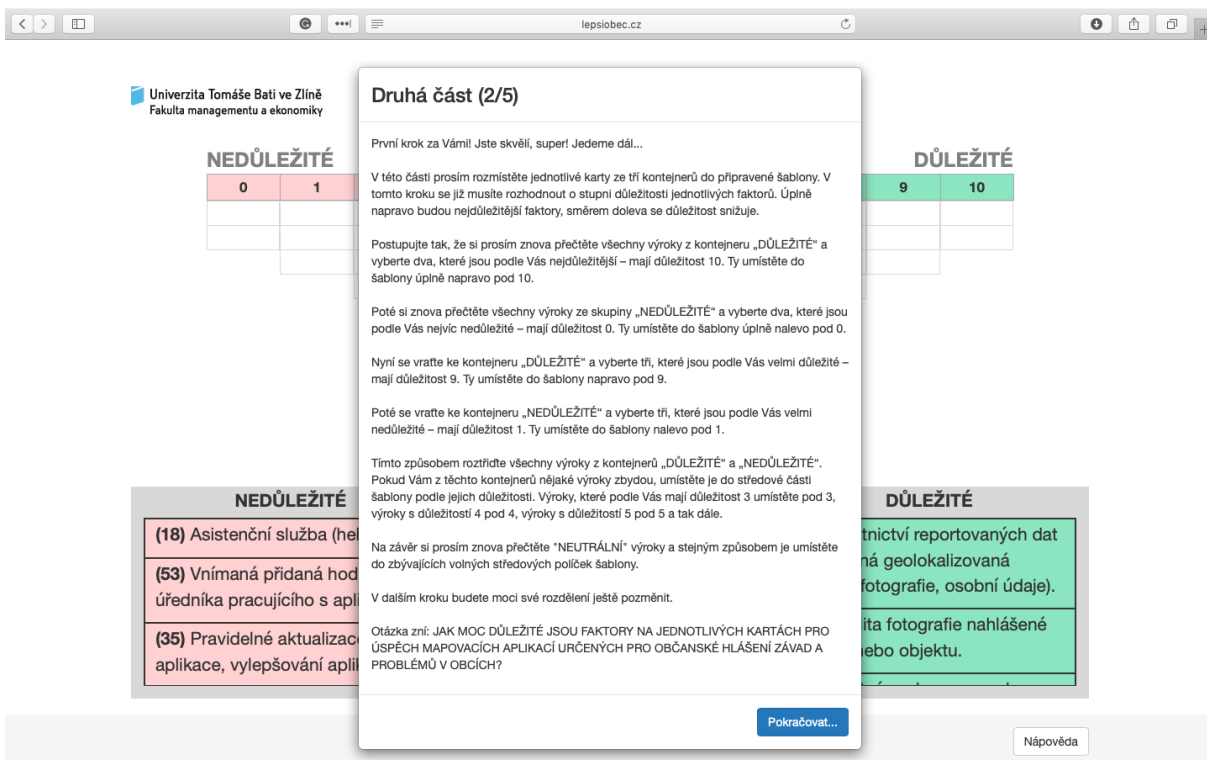 lepsiobec.cz
Univerzita Tomáše Bati ve Zlíně
Fakulta managementu a ekonomiky
NEDŮLEŽITÉ
DŮLEŽITÉ
0 1
9 10
Druhá část (2/5)
První krok za Vámi! Jste skvělí, super! Jedeme dál...
V této části prosím rozmístěte jednotlivé karty ze tří kontejnerů do připravené šablony. V
tomto kroku se již musíte rozhodnout o stupni důležitosti jednotlivých faktorů. Úplně
napravo budou nejdůležitější faktory, směrem doleva se důležitost snižuje.
Postupujte tak, že si prosím znova přečtěte všechny výroky z kontejneru „DŮLEŽITÉ“ a
vyberte dva, které jsou podle Vás nejdůležitější – mají důležitost 10. Ty umístěte do
šablony úplně napravo pod 10.
Poté si znova přečtěte všechny výroky ze skupiny „NEDŮLEŽITÉ“ a vyberte dva, které jsou
podle Vás nejvíc nedůležité – mají důležitost 0. Ty umístěte do šablony úplně nalevo pod 0.
Nyní se vraťte ke kontejneru „DŮLEŽITÉ“ a vyberte tři, které jsou podle Vás velmi důležité –
mají důležitost 9. Ty umístěte do šablony napravo pod 9.
Poté se vraťte ke kontejneru „NEDŮLEŽITÉ“ a vyberte tři, které jsou podle Vás velmi
nedůležité – mají důležitost 1. Ty umístěte do šablony nalevo pod 1.
Tímto způsobem roztřiďte všechny výroky z kontejnerů „DŮLEŽITÉ“ a „NEDŮLEŽITÉ“.
Pokud Vám z těchto kontejnerů nějaké výroky zbydou, umístěte je do středové části
šablony podle jejich důležitosti. Výroky, které podle Vás mají důležitost 3 umístěte pod 3,
výroky s důležitostí 4 pod 4, výroky s důležitostí 5 pod 5 a tak dále.
Na závěr si prosím znova přečtěte "NEUTRÁLNÍ" výroky a stejným způsobem je umístěte
do zbývajících volných středových políček šablony.
V dalším kroku budete moci své rozdělení ještě pozměnit.
Otázka zní: JAK MOC DŮLEŽITÉ JSOU FAKTORY NA JEDNOTLIVÝCH KARTÁCH PRO
ÚSPĚCH MAPOVACÍCH APLIKACÍ URČENÝCH PRO OBČANSKÉ HLÁŠENÍ ZÁVAD A
PROBLÉMŮ V OBCÍCH?
Pokračovat...
NEDŮLEŽITÉ
(18) Asistenční služba (hel
(53) Vnímaná přidaná hod
úředníka pracujícího s apli
(35) Pravidelné aktualizac
aplikace, vylepšování apli
DŮLEŽITÉ
tnictví reportovaných dat
ná geolokalizovaná
fotografie, osobní údaje).
ita fotografie nahlášené
nebo objektu.
Nápověda